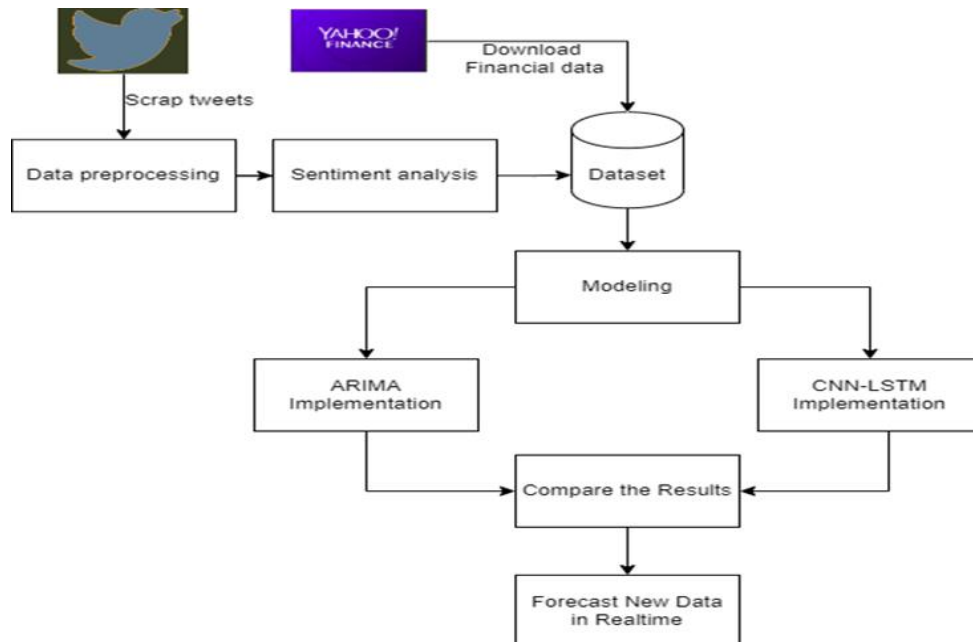 YAHOO!
FINANCE
Download
Financial data
Scrap tweets
Data preprocessing
Sentiment analysis
Dataset
Modeling
ARIMA
Implementation
CNN-LSTM
Implementation
Compare the Results
Forecast New Data
in Realtime